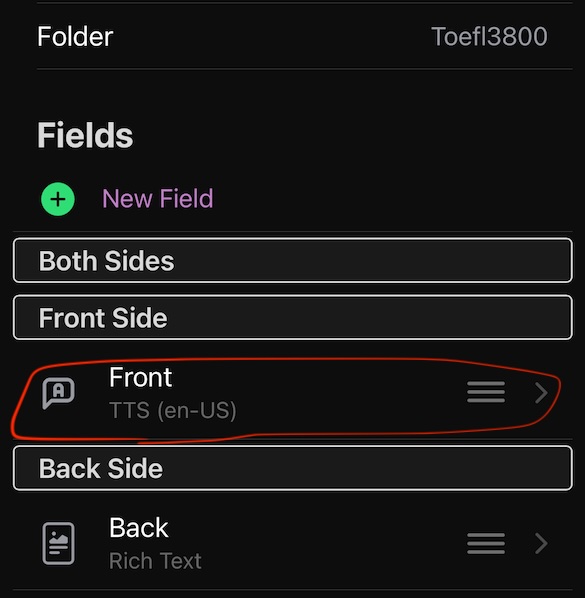 Folder
Toefl3800
Fields
New Field
Both Sides
Front Side
Front
TTS (en-US)
Back Side
Back
Rich Text